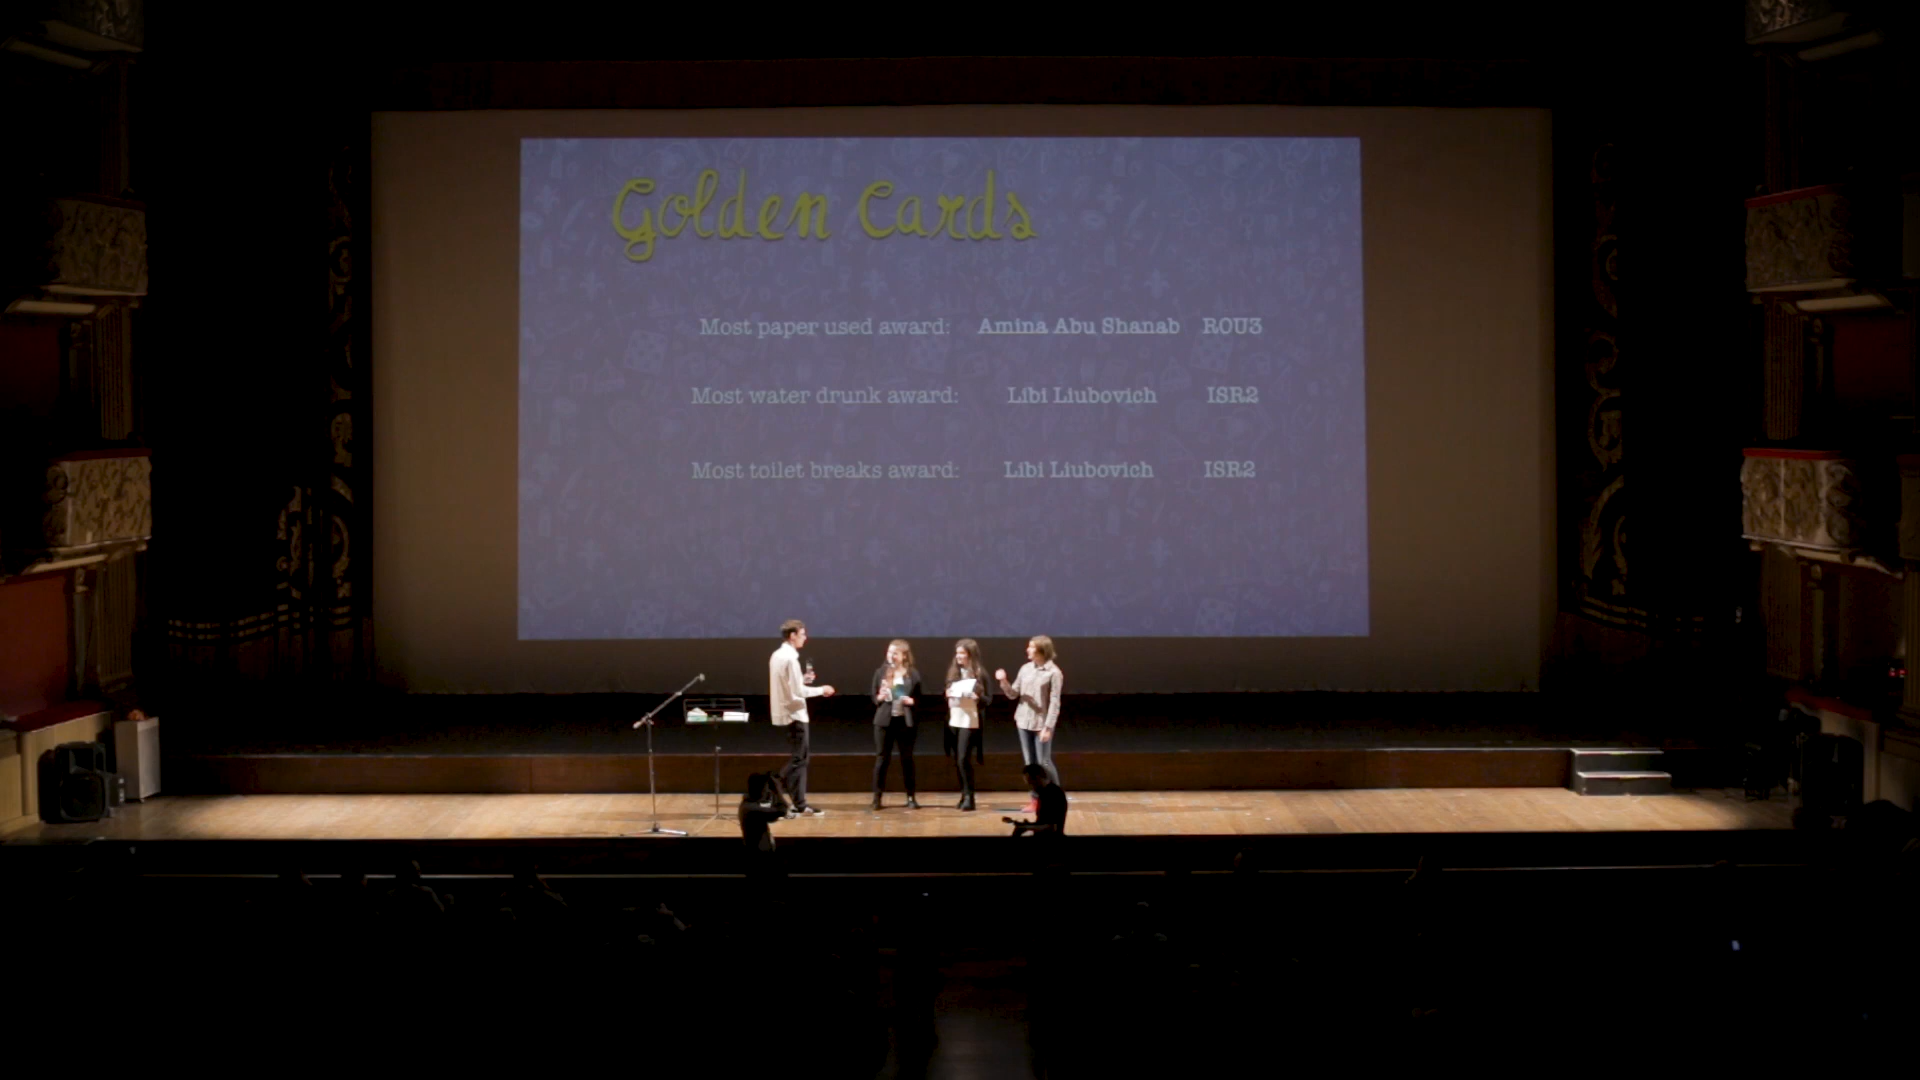 Golden Cards
Most paper used award: Amina Abu Shanab ROU3
Most water drunk award: Libi Liubovich ISR2
Most toilet breaks award: Libi Liubovich ISR2